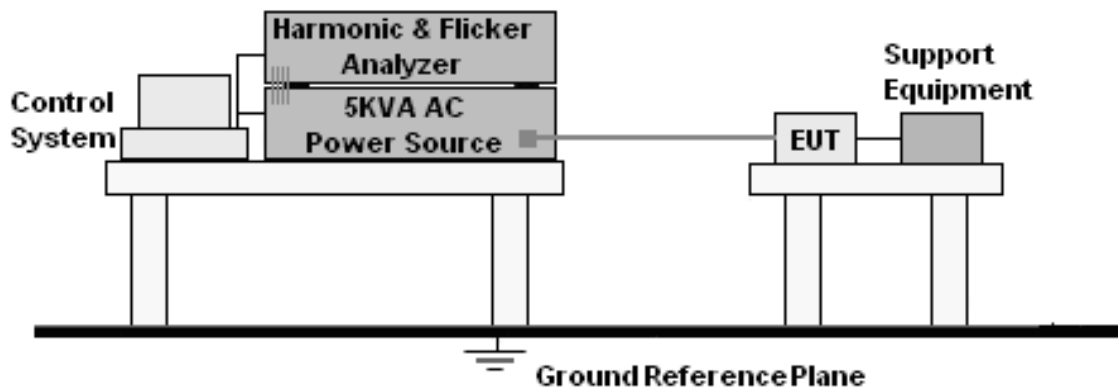 Harmonic & Flicker
Analyzer
Control
System
5KVA AC
Power Source
EUT
Support
Equipment
Ground Reference Plane